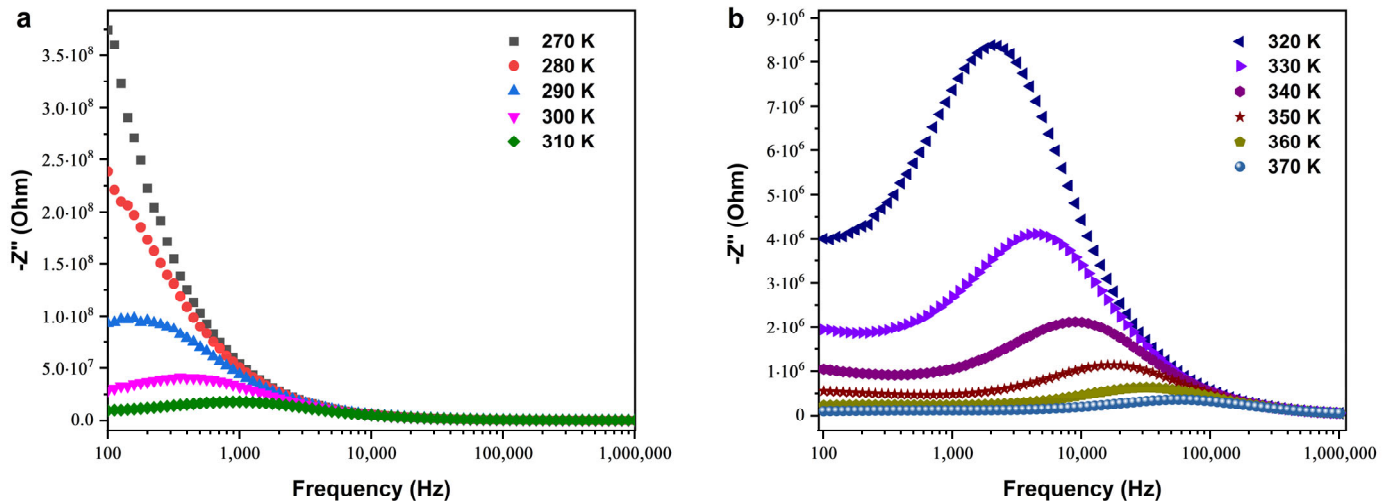 a
3.5·10⁸
3.0·10⁸
2.5·10⁸
2.0·10⁸
1.5·10⁸
1.0·10⁸
5.0·10⁷
0.0
-Z'' (Ohm)
270 K
280 K
290 K
300 K
310 K
100
1,000
10,000
100,000
1,000,000
Frequency (Hz)
b
9·10⁶
8·10⁶
7·10⁶
6·10⁶
5·10⁶
4·10⁶
3·10⁶
2·10⁶
1·10⁶
0
-Z'' (Ohm)
320 K
330 K
340 K
350 K
360 K
370 K
100
1,000
10,000
100,000
1,000,000
Frequency (Hz)